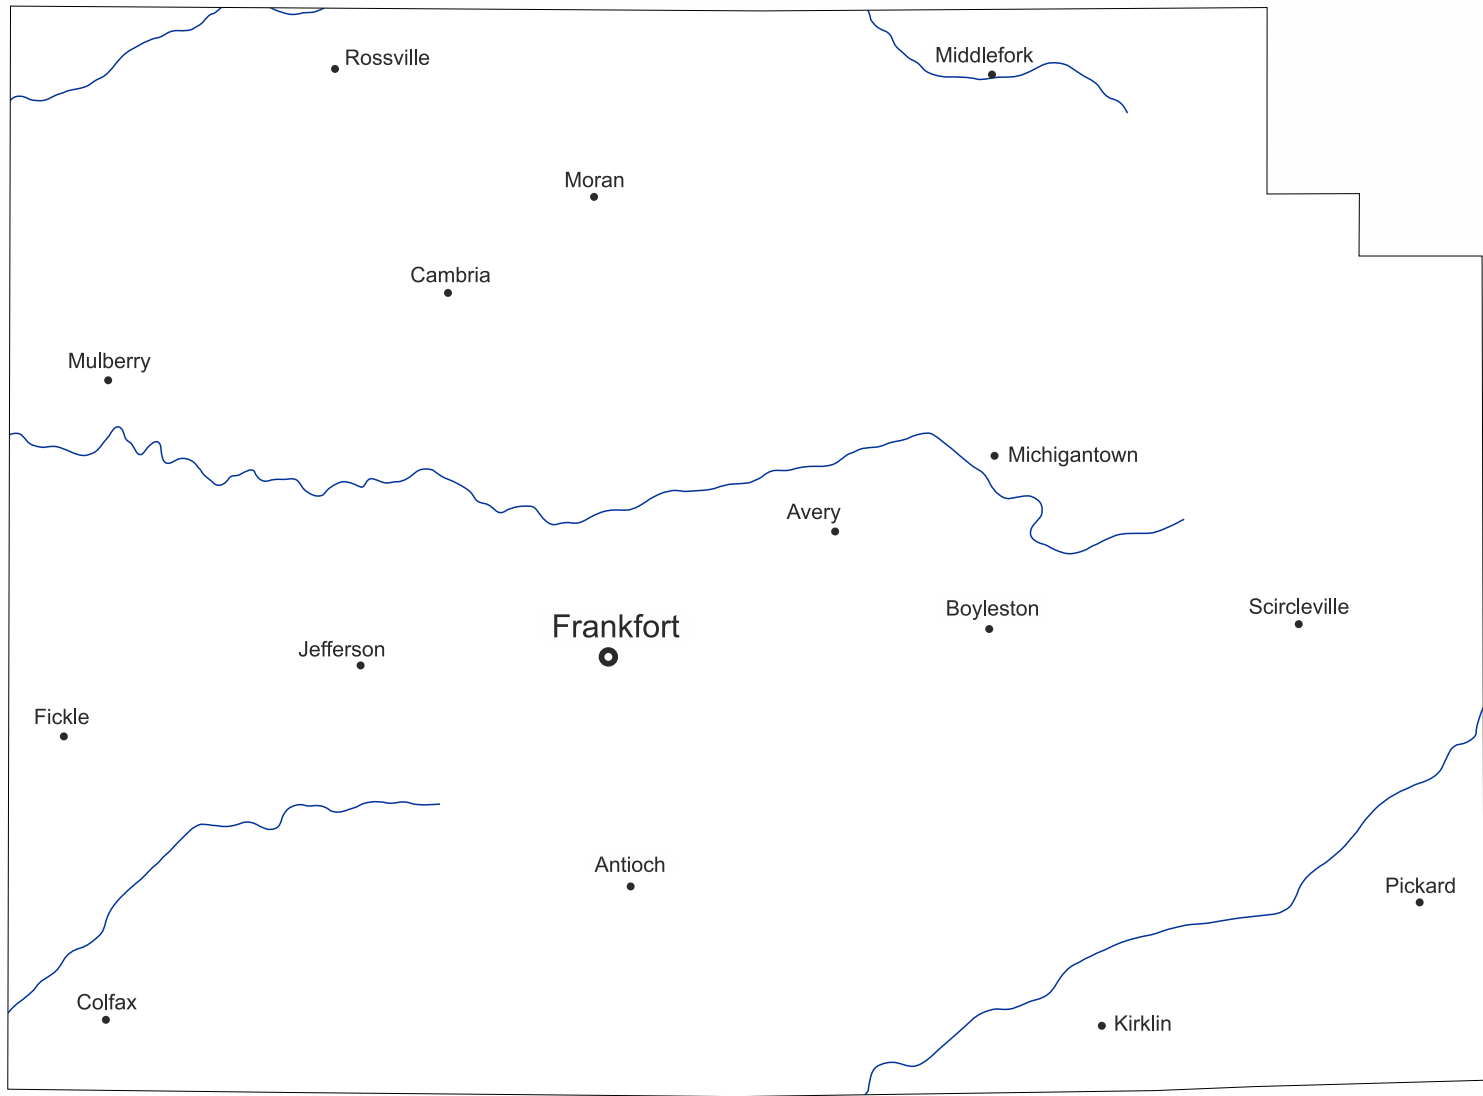 Rossville
Middlefork
Moran
Cambria
Mulberry
Michigantown
Avery
Boyleston
Scircleville
Frankfort
Jefferson
Fickle
Antioch
Pickard
Colfax
Kirklin